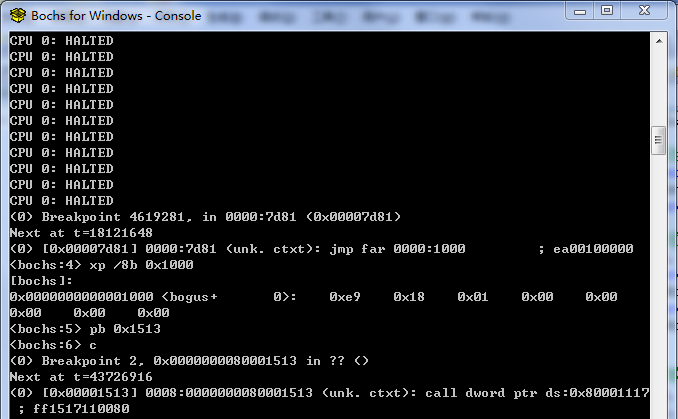 Bochs for Windows - Console
CPU 0: HALTED
CPU 0: HALTED
CPU 0: HALTED
CPU 0: HALTED
CPU 0: HALTED
CPU 0: HALTED
CPU 0: HALTED
CPU 0: HALTED
CPU 0: HALTED
CPU 0: HALTED
CPU 0: HALTED
(0) Breakpoint 4619281, in 0000:7d81 (0x00007d81)
Next at t=18121648
(0) [0x00007d81] 0000:7d81 (unk. ctxt): jmp far 0000:1000 ; ea00100000
<bochs:4> xp /8b 0x1000
[bochs]:
0x0000000000001000 <bogus+ 0>: 0xe9 0x18 0x01 0x00 0x00
0x00 0x00 0x00
<bochs:5> pb 0x1513
<bochs:6> c
(0) Breakpoint 2, 0x0000000080001513 in ?? ()
Next at t=43726916
(0) [0x00001513] 0008:0000000080001513 (unk. ctxt): call dword ptr ds:0x80001117
; ff1517110080